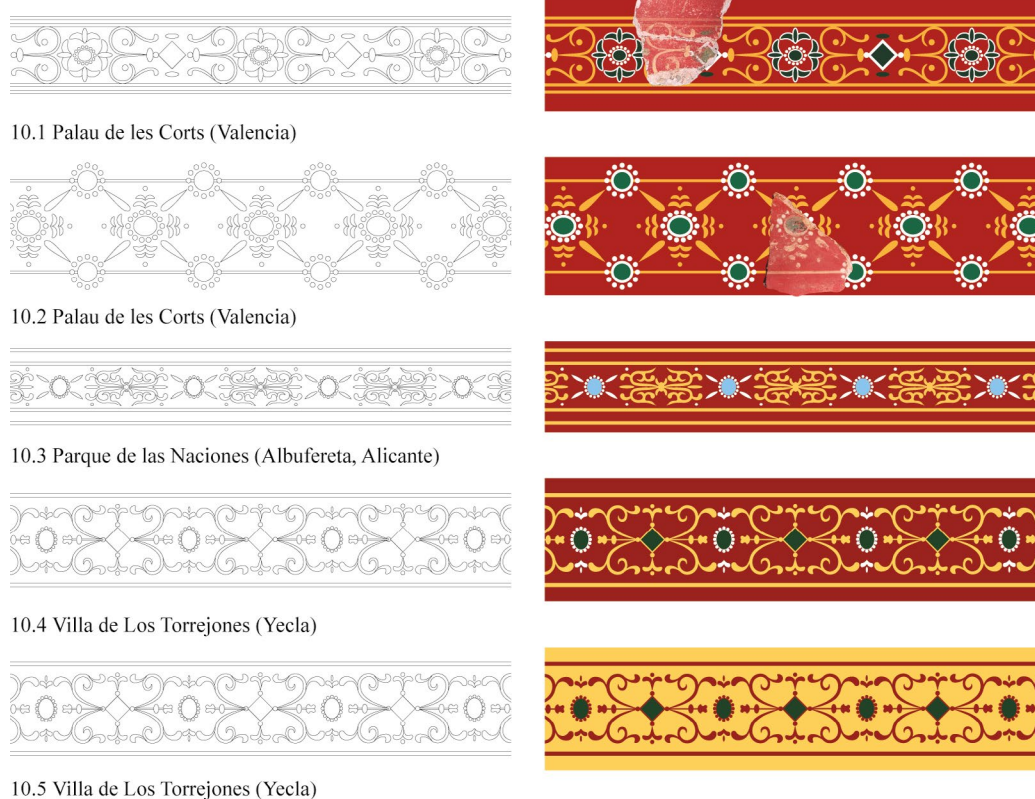 10.1 Palau de les Corts (Valencia)
10.2 Palau de les Corts (Valencia)
10.3 Parque de las Naciones (Albufereta, Alicante)
10.4 Villa de Los Torrejones (Yecla)
10.5 Villa de Los Torrejones (Yecla)